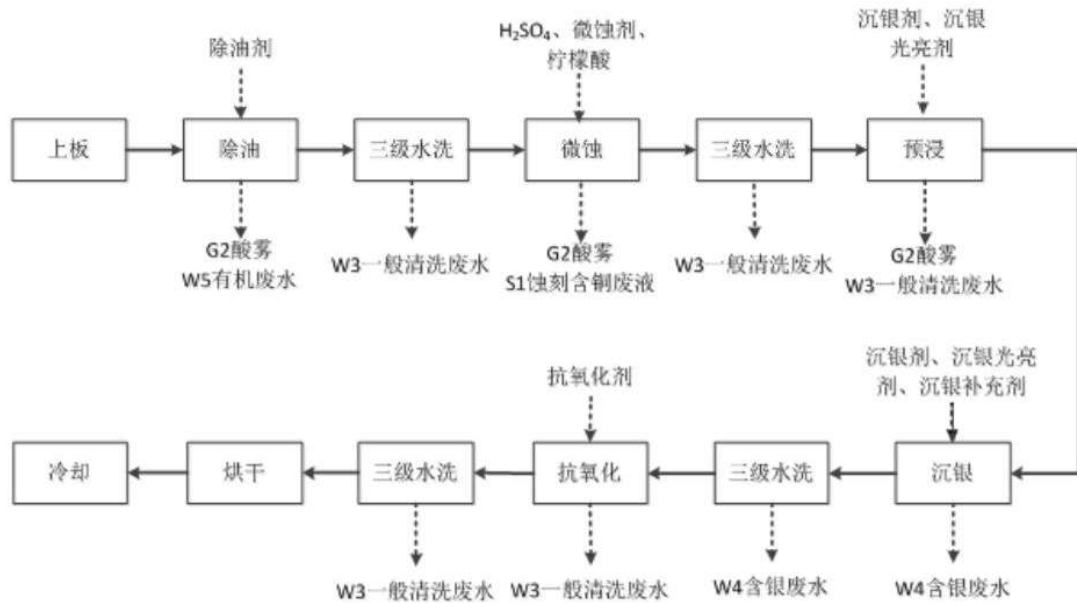 除油剂
H₂SO₄、微蚀剂、
柠檬酸
沉银剂、沉银
光亮剂
上板
除油
三级水洗
微蚀
三级水洗
预浸
G2酸雾
W5有机废水
W3一般清洗废水
G2酸雾
S1蚀刻含铜废液
W3一般清洗废水
G2酸雾
W3一般清洗废水
抗氧化剂
沉银剂、沉银光亮
剂、沉银补充剂
冷却
烘干
三级水洗
抗氧化
三级水洗
沉银
W3一般清洗废水
W3一般清洗废水
W4含银废水
W4含银废水